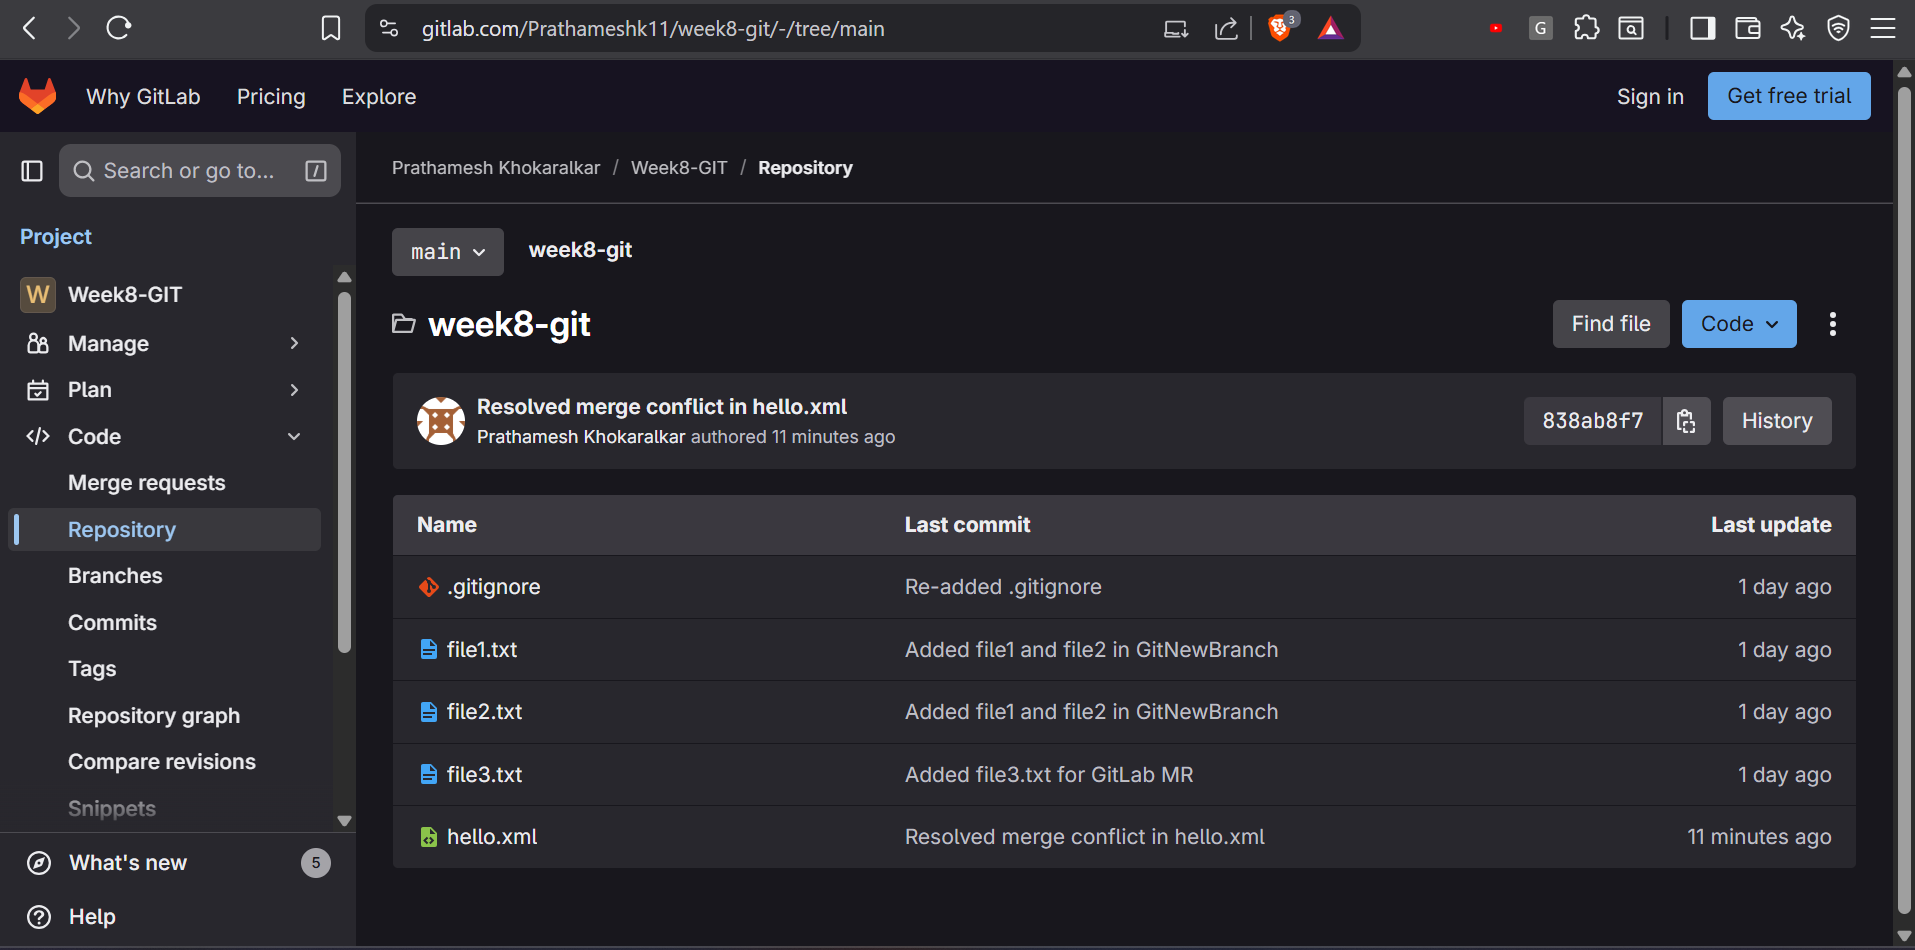 gitlab.com/Prathameshk11/week8-git/-/tree/main
3
G
Why GitLab
Pricing
Explore
Sign in
Get free trial
Search or go to...
/
Prathamesh Khokaralkar / Week8-GIT / Repository
Project
W
Week8-GIT
Manage
Plan
Code
Merge requests
Repository
Branches
Commits
Tags
Repository graph
Compare revisions
Snippets
What's new
5
Help
main
week8-git
week8-git
Find file
Code
Resolved merge conflict in hello.xml
Prathamesh Khokaralkar authored 11 minutes ago
838ab8f7
History
Name Last commit Last update
.gitignore Re-added .gitignore 1 day ago
file1.txt Added file1 and file2 in GitNewBranch 1 day ago
file2.txt Added file1 and file2 in GitNewBranch 1 day ago
file3.txt Added file3.txt for GitLab MR 1 day ago
hello.xml Resolved merge conflict in hello.xml 11 minutes ago